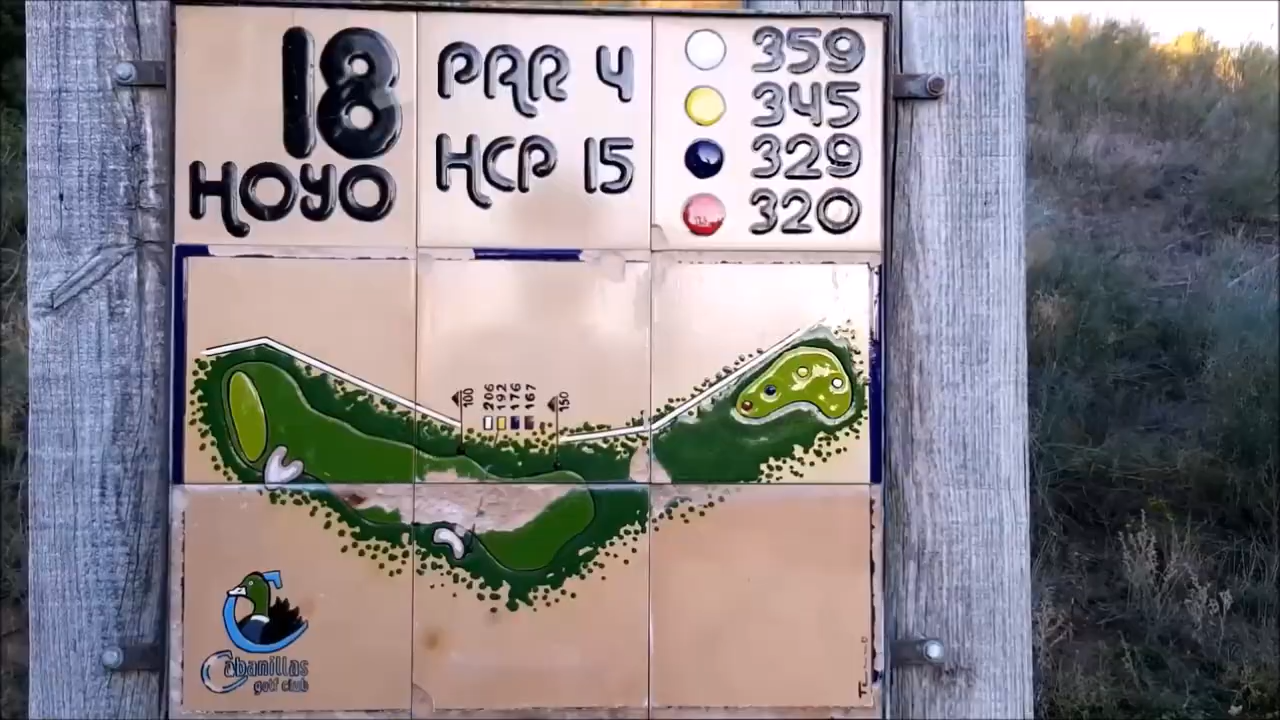 18
HOYO
PAR 4
HCP 15
359
345
329
320
100
206
192
176
167
150
Cabanillas
golf club